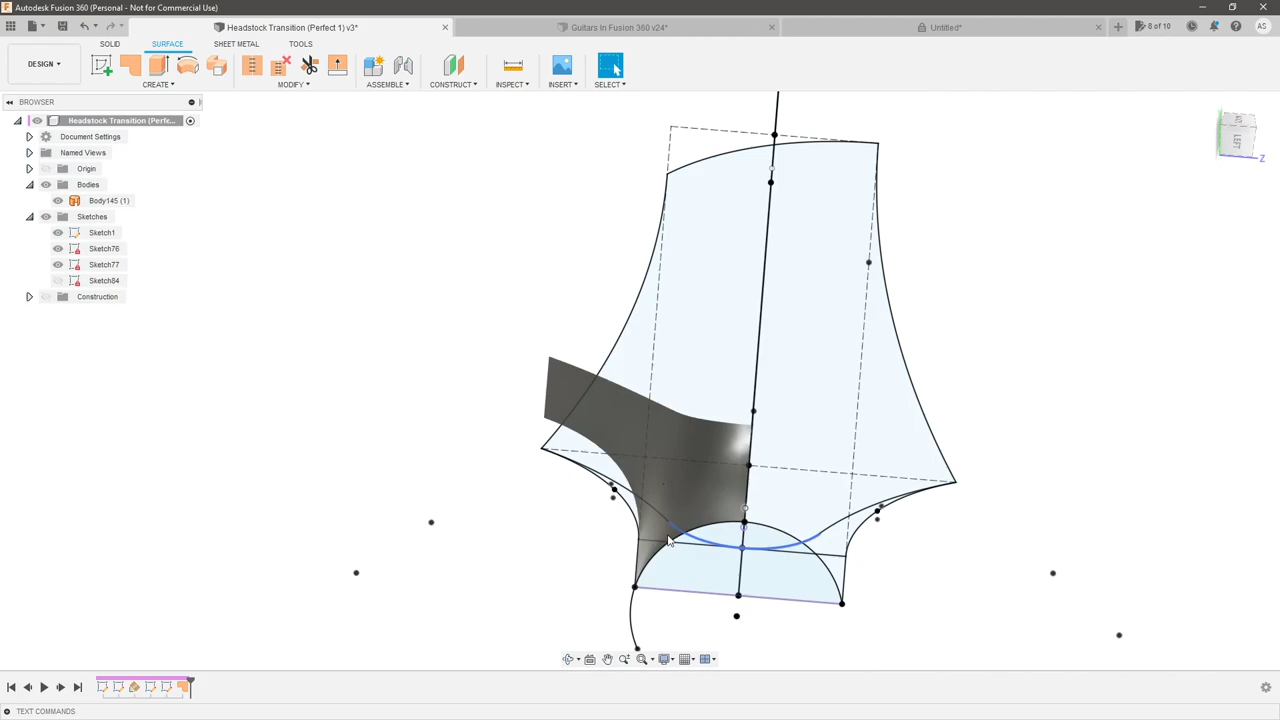 Autodesk Fusion 360 (Personal - Not for Commercial Use)
Headstock Transition (Perfect 1) v3*
Guitars In Fusion 360 v24*
Untitled*
8 of 10
AS
SOLID
SURFACE
SHEET METAL
TOOLS
DESIGN
CREATE
MODIFY
ASSEMBLE
CONSTRUCT
INSPECT
INSERT
SELECT
BROWSER
Headstock Transition (Perfe...
Document Settings
Named Views
Origin
Bodies
Body145 (1)
Sketches
Sketch1
Sketch76
Sketch77
Sketch84
Construction
LEFT
Z
TEXT COMMANDS